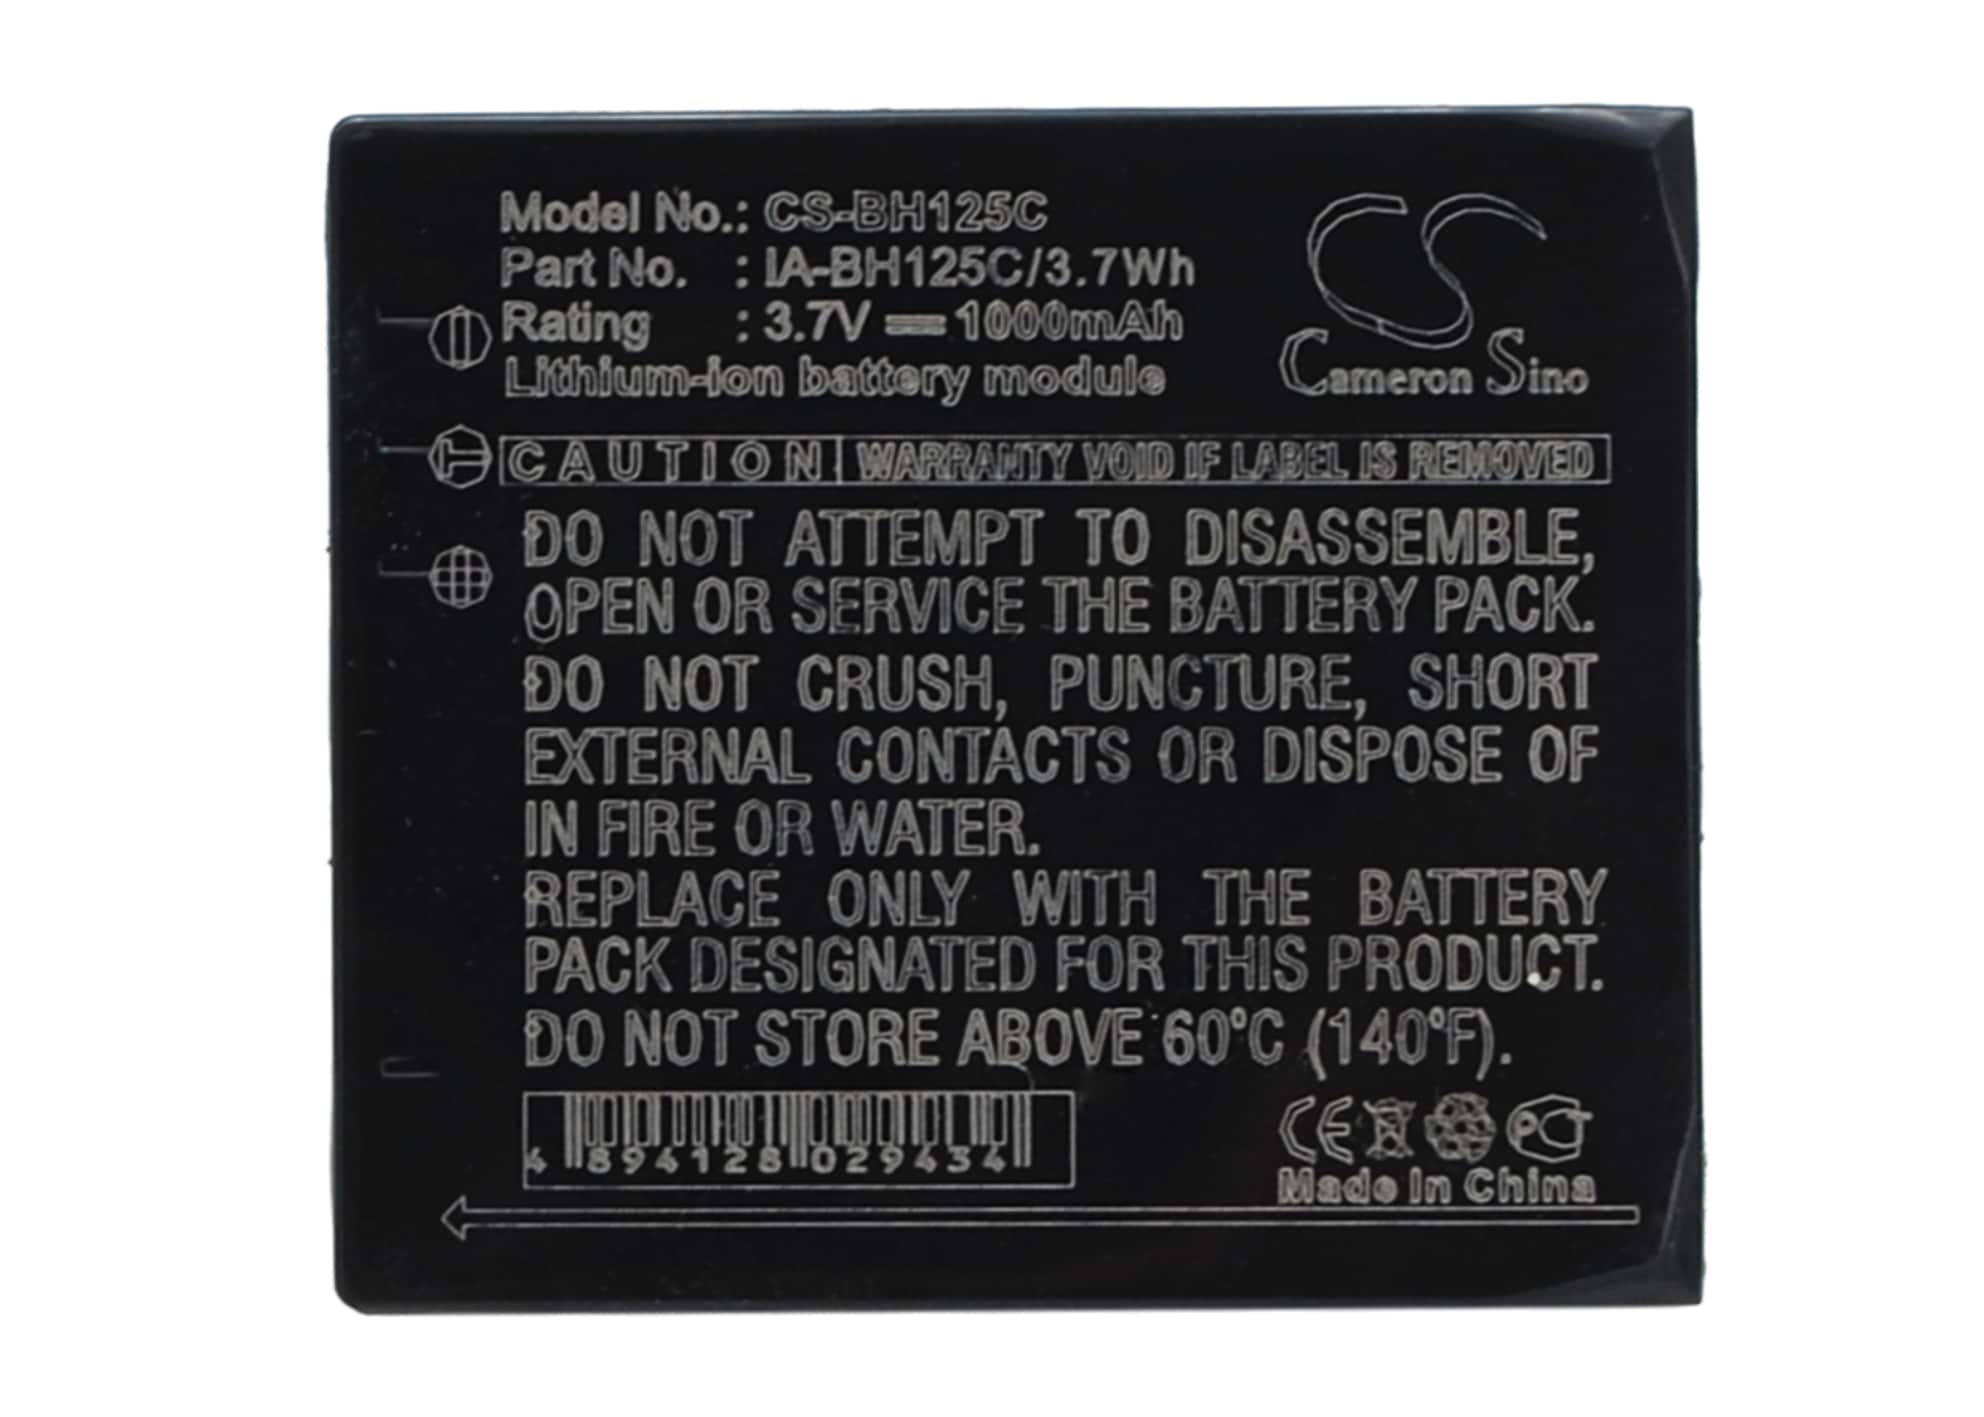 Model No.: CS-BH125C
Part No. : IA-BH125C/3.7Wh
Rating : 3.7V 1000mAh
Lithium-ion battery module
CS
Cameron Sino
CAUTION WARRANTY VOID IF LABEL IS REMOVED
DO NOT ATTEMPT TO DISASSEMBLE,
OPEN OR SERVICE THE BATTERY PACK.
DO NOT CRUSH, PUNCTURE, SHORT
EXTERNAL CONTACTS OR DISPOSE OF
IN FIRE OR WATER.
REPLACE ONLY WITH THE BATTERY
PACK DESIGNATED FOR THIS PRODUCT.
DO NOT STORE ABOVE 60°C (140°F).
4 894128 029434
CE PCT
Made In China